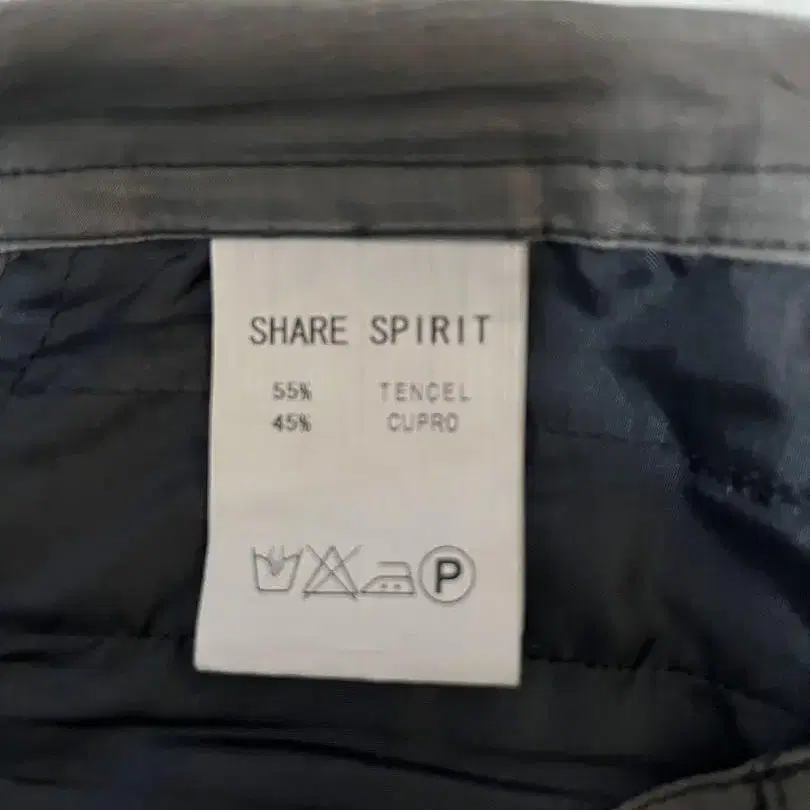 SHARE SPIRIT
55% TENCEL
45% CUPRO
P